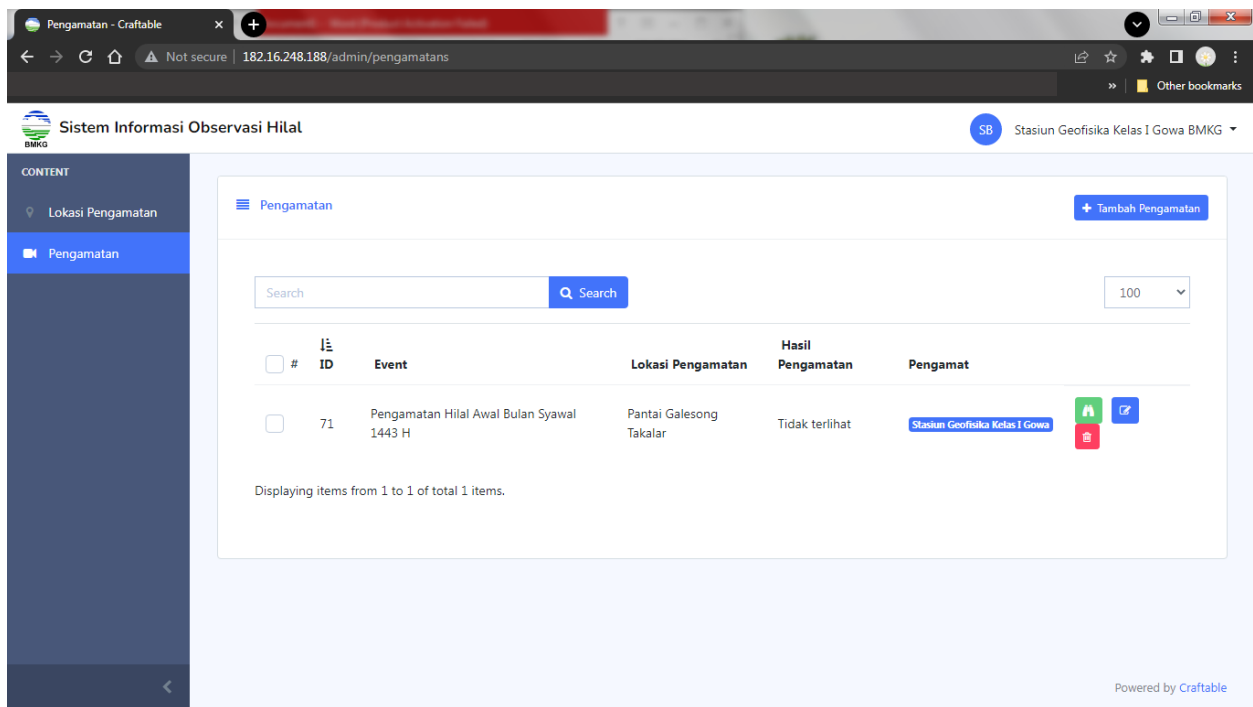 Pengamatan - Craftable
Not secure | 182.16.248.188/admin/pengamatans
» Other bookmarks
BMKG
Sistem Informasi Observasi Hilal
SB Stasiun Geofisika Kelas I Gowa BMKG
CONTENT
Lokasi Pengamatan
Pengamatan
Pengamatan
+ Tambah Pengamatan
Search
Search
100
# ID Event Lokasi Pengamatan Hasil Pengamatan Pengamat
71 Pengamatan Hilal Awal Bulan Syawal 1443 H Pantai Galesong Takalar Tidak terlihat Stasiun Geofisika Kelas I Gowa
Displaying items from 1 to 1 of total 1 items.
Powered by Craftable